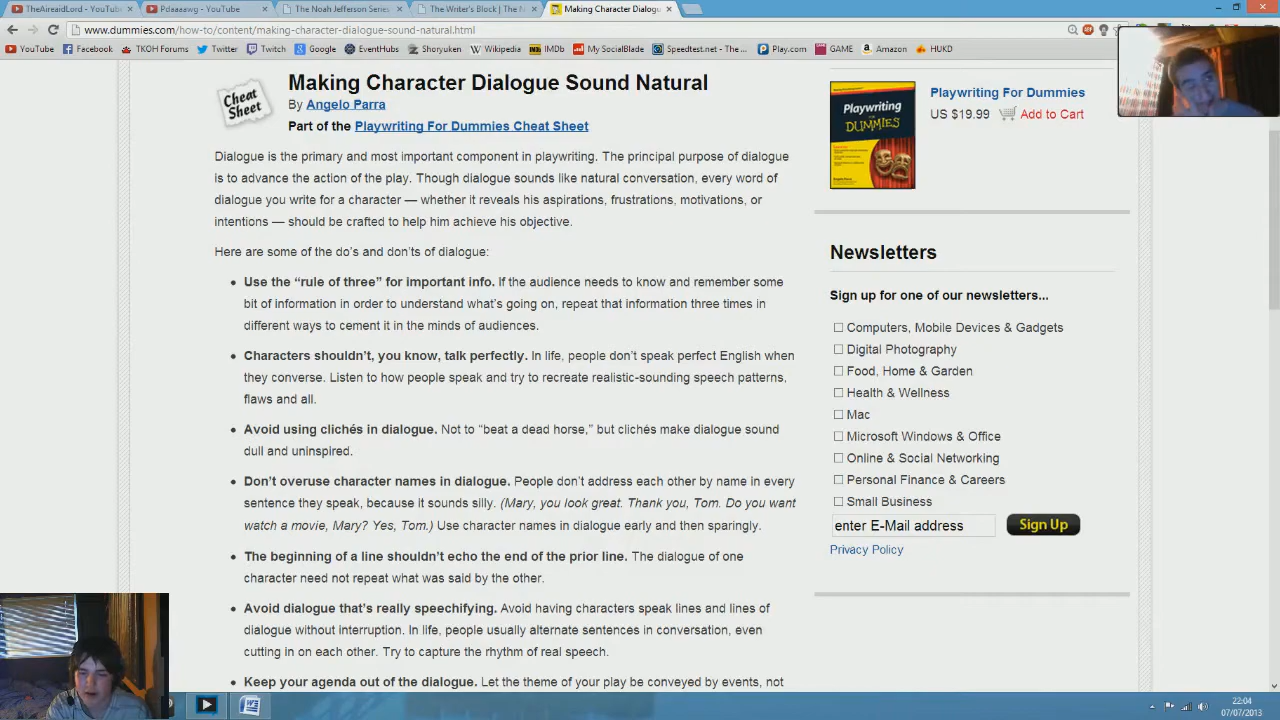 TheAireaidLord - YouTube
Pdaaaawg - YouTube
The Noah Jefferson Series
The Writer's Block | The N
Making Character Dialogu
www.dummies.com/how-to/content/making-character-dialogue-sound-natural.html
YouTube
Facebook
TKOH Forums
Twitter
Twitch
Google
EventHubs
Shoryuken
Wikipedia
IMDb
My SocialBlade
Speedtest.net - The ...
Play.com
GAME
Amazon
HUKD
Cheat Sheet
Making Character Dialogue Sound Natural
By Angelo Parra
Part of the Playwriting For Dummies Cheat Sheet
Dialogue is the primary and most important component in playwriting. The principal purpose of dialogue
is to advance the action of the play. Though dialogue sounds like natural conversation, every word of
dialogue you write for a character — whether it reveals his aspirations, frustrations, motivations, or
intentions — should be crafted to help him achieve his objective.
Here are some of the do's and don'ts of dialogue:
• Use the “rule of three” for important info. If the audience needs to know and remember some
bit of information in order to understand what's going on, repeat that information three times in
different ways to cement it in the minds of audiences.
• Characters shouldn't, you know, talk perfectly. In life, people don't speak perfect English when
they converse. Listen to how people speak and try to recreate realistic-sounding speech patterns,
flaws and all.
• Avoid using clichés in dialogue. Not to “beat a dead horse,” but clichés make dialogue sound
dull and uninspired.
• Don't overuse character names in dialogue. People don't address each other by name in every
sentence they speak, because it sounds silly. (Mary, you look great. Thank you, Tom. Do you want
watch a movie, Mary? Yes, Tom.) Use character names in dialogue early and then sparingly.
• The beginning of a line shouldn't echo the end of the prior line. The dialogue of one
character need not repeat what was said by the other.
• Avoid dialogue that's really speechifying. Avoid having characters speak lines and lines of
dialogue without interruption. In life, people usually alternate sentences in conversation, even
cutting in on each other. Try to capture the rhythm of real speech.
• Keep your agenda out of the dialogue. Let the theme of your play be conveyed by events, not
Playwriting
DUMMIES
Playwriting For Dummies
US $19.99 Add to Cart
Newsletters
Sign up for one of our newsletters...
Computers, Mobile Devices & Gadgets
Digital Photography
Food, Home & Garden
Health & Wellness
Mac
Microsoft Windows & Office
Online & Social Networking
Personal Finance & Careers
Small Business
enter E-Mail address
Sign Up
Privacy Policy
22:04
07/07/2013